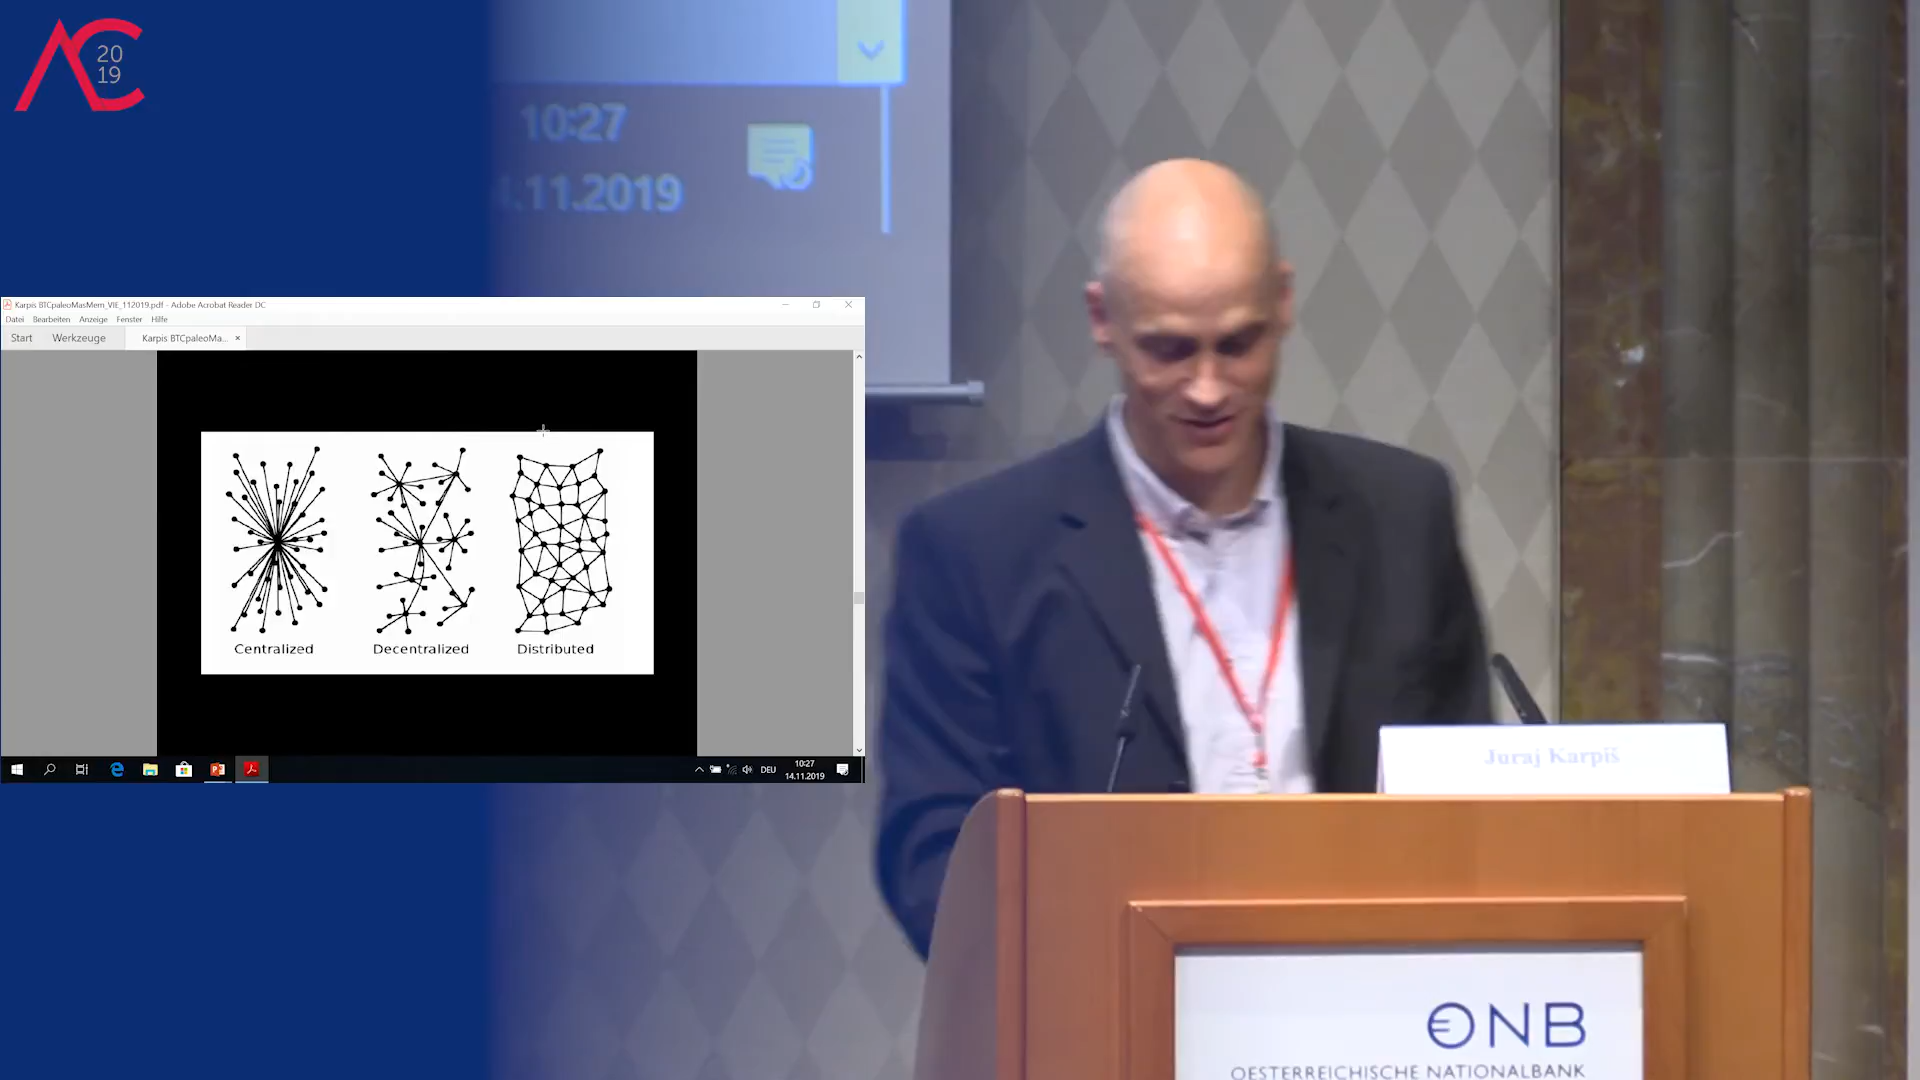 20
19
10:27
.11.2019
Karpis BTCpaleoMasMem_VIE_112019.pdf - Adobe Acrobat Reader DC
Datei Bearbeiten Anzeige Fenster Hilfe
Start Werkzeuge Karpis BTCpaleoMa... ×
Centralized Decentralized Distributed
DEU
10:27
14.11.2019
Juraj Karpiš
ONB
OESTERREICHISCHE NATIONALBANK